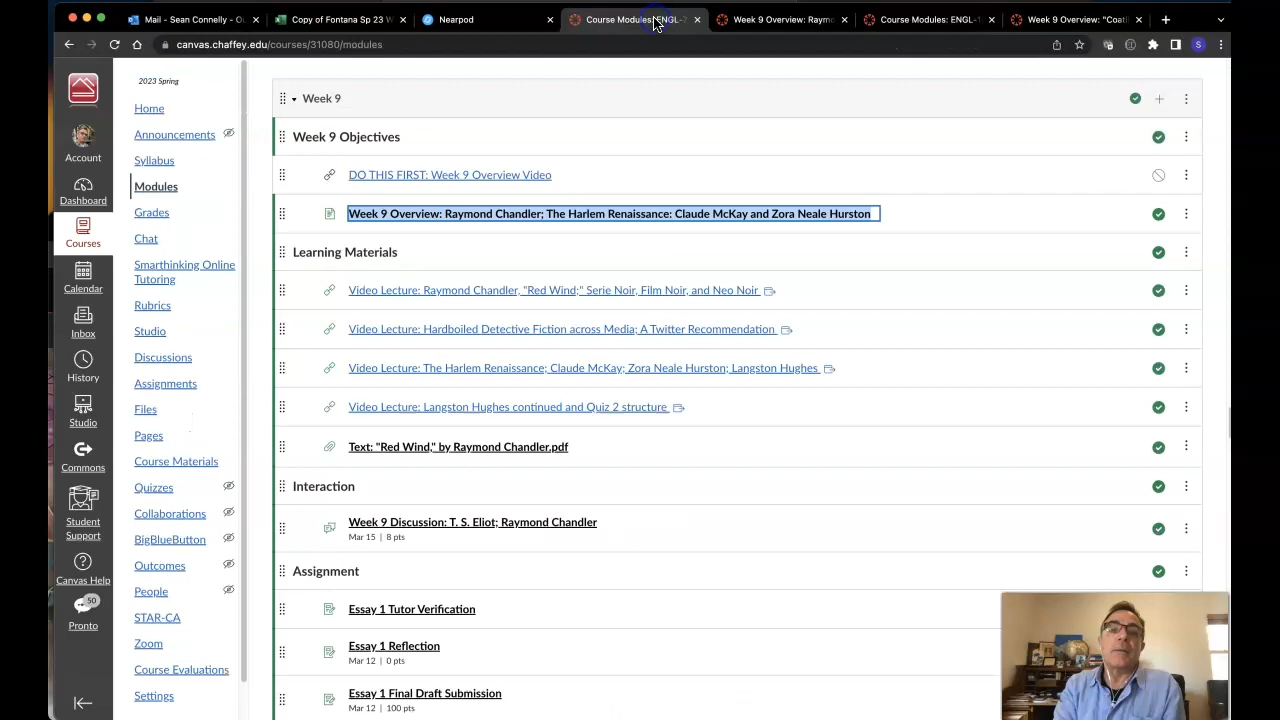 Mail - Sean Connelly - Ou
Copy of Fontana Sp 23 W
Nearpod
Course Modules: ENGL-
Week 9 Overview: Raymo
Course Modules: ENGL-1
Week 9 Overview: "Coatl
canvas.chaffey.edu/courses/31080/modules
S
Account
Dashboard
Courses
Calendar
Inbox
History
Studio
Commons
Student
Support
Canvas Help
50
Pronto
2023 Spring
Home
Announcements
Syllabus
Modules
Grades
Chat
Smarthinking Online
Tutoring
Rubrics
Studio
Discussions
Assignments
Files
Pages
Course Materials
Quizzes
Collaborations
BigBlueButton
Outcomes
People
STAR-CA
Zoom
Course Evaluations
Settings
Week 9
Week 9 Objectives
DO THIS FIRST: Week 9 Overview Video
Week 9 Overview: Raymond Chandler; The Harlem Renaissance: Claude McKay and Zora Neale Hurston
Learning Materials
Video Lecture: Raymond Chandler, "Red Wind;" Serie Noir, Film Noir, and Neo Noir
Video Lecture: Hardboiled Detective Fiction across Media; A Twitter Recommendation
Video Lecture: The Harlem Renaissance; Claude McKay; Zora Neale Hurston; Langston Hughes
Video Lecture: Langston Hughes continued and Quiz 2 structure
Text: "Red Wind," by Raymond Chandler.pdf
Interaction
Week 9 Discussion: T. S. Eliot; Raymond Chandler
Mar 15 | 8 pts
Assignment
Essay 1 Tutor Verification
Essay 1 Reflection
Mar 12 | 0 pts
Essay 1 Final Draft Submission
Mar 12 | 100 pts